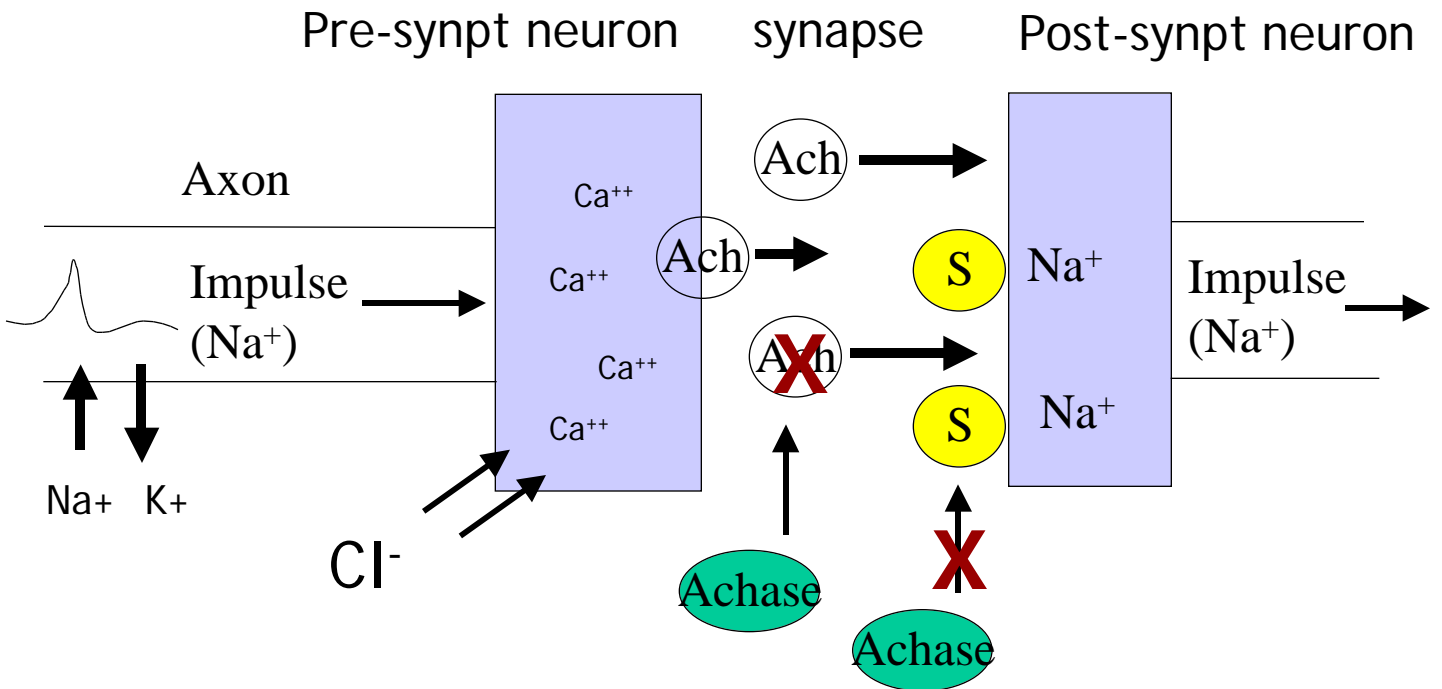 Pre-synpt neuron synapse Post-synpt neuron
Axon
Impulse
(Na⁺)
Na+ K+
Cl⁻
Ca⁺⁺
Ca⁺⁺
Ca⁺⁺
Ca⁺⁺
Ach
Ach
Ach
X
Achase
Achase
X
S
S
Na⁺
Na⁺
Impulse
(Na⁺)